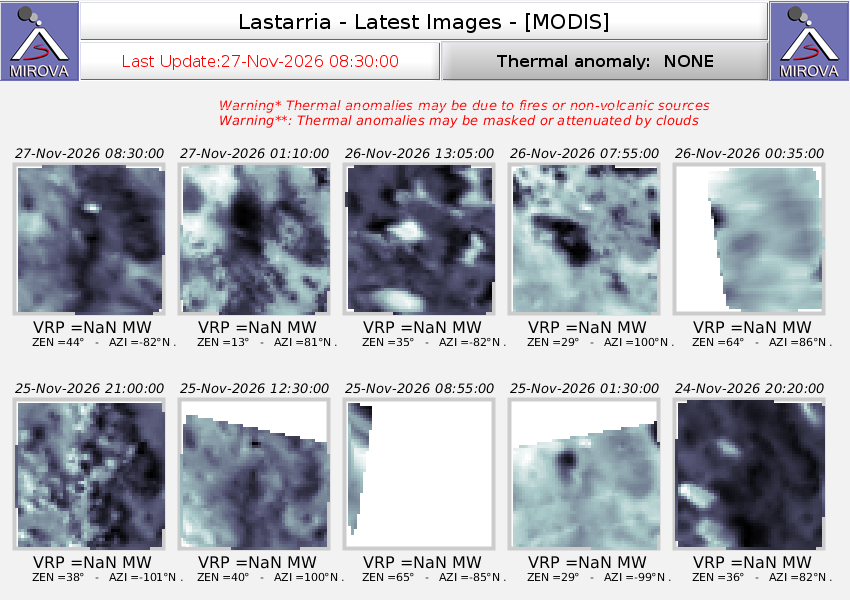 Lastarria - Latest Images - [MODIS]
MIROVA
MIROVA
Last Update:27-Nov-2026 08:30:00
Thermal anomaly: NONE
Warning* Thermal anomalies may be due to fires or non-volcanic sources
Warning**: Thermal anomalies may be masked or attenuated by clouds
27-Nov-2026 08:30:00 27-Nov-2026 01:10:00 26-Nov-2026 13:05:00 26-Nov-2026 07:55:00 26-Nov-2026 00:35:00
VRP =NaN MW VRP =NaN MW VRP =NaN MW VRP =NaN MW VRP =NaN MW
ZEN =44° - AZI =-82°N . ZEN =13° - AZI =81°N . ZEN =35° - AZI =-82°N . ZEN =29° - AZI =100°N . ZEN =64° - AZI =86°N .
25-Nov-2026 21:00:00 25-Nov-2026 12:30:00 25-Nov-2026 08:55:00 25-Nov-2026 01:30:00 24-Nov-2026 20:20:00
VRP =NaN MW VRP =NaN MW VRP =NaN MW VRP =NaN MW VRP =NaN MW
ZEN =38° - AZI =-101°N . ZEN =40° - AZI =100°N . ZEN =65° - AZI =-85°N . ZEN =29° - AZI =-99°N . ZEN =36° - AZI =82°N .